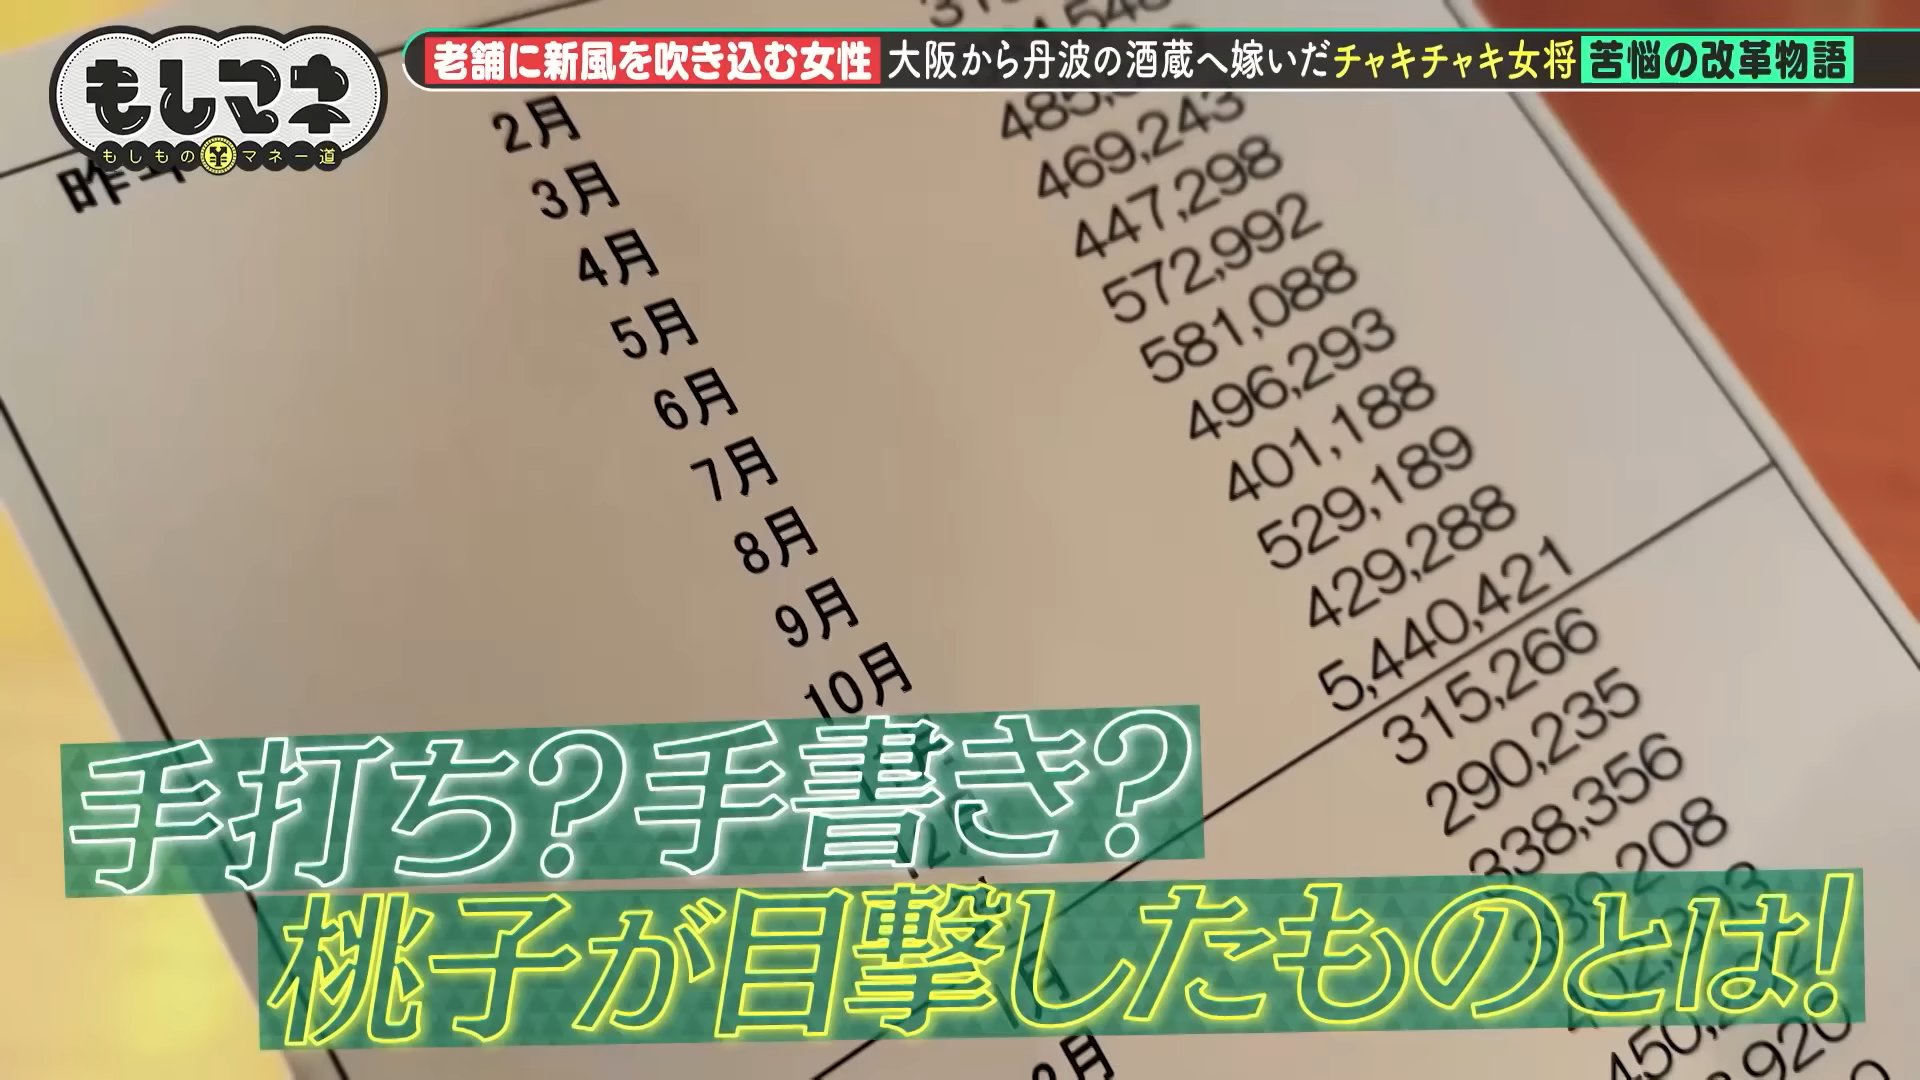 もしマネ
もしもの¥マネー道
老舗に新風を吹き込む女性 大阪から丹波の酒蔵へ嫁いだチャキチャキ女将 苦悩の改革物語
2月
3月
4月
5月
6月
7月
8月
9月
10月
469,243
447,298
572,992
581,088
496,293
401,188
529,189
429,288
5,440,421
315,266
290,235
338,356
手打ち?手書き?
桃子が目撃したものとは!